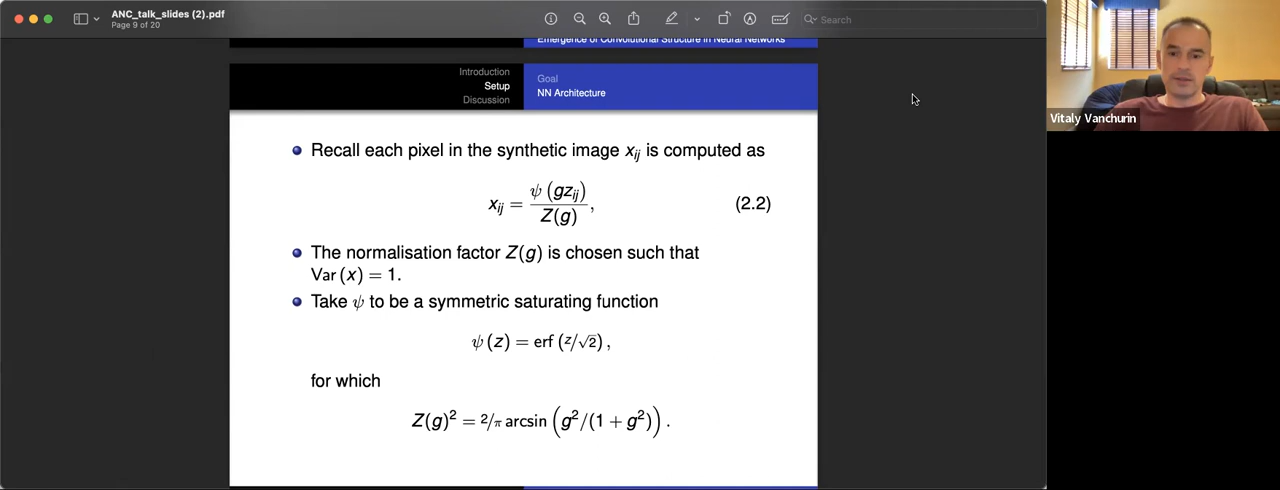 ANC_talk_slides (2).pdf
Page 9 of 20
Search
Emergence of Convolutional Structure in Neural Networks
Introduction
Setup
Discussion
Goal
NN Architecture
Recall each pixel in the synthetic image x_ij is computed as
x_ij = ψ (gz_ij) / Z(g), (2.2)
The normalisation factor Z(g) is chosen such that
Var (x) = 1.
Take ψ to be a symmetric saturating function
ψ (z) = erf (z/√2) ,
for which
Z(g)² = 2/π arcsin (g²/(1 + g²)) .
Vitaly Vanchurin